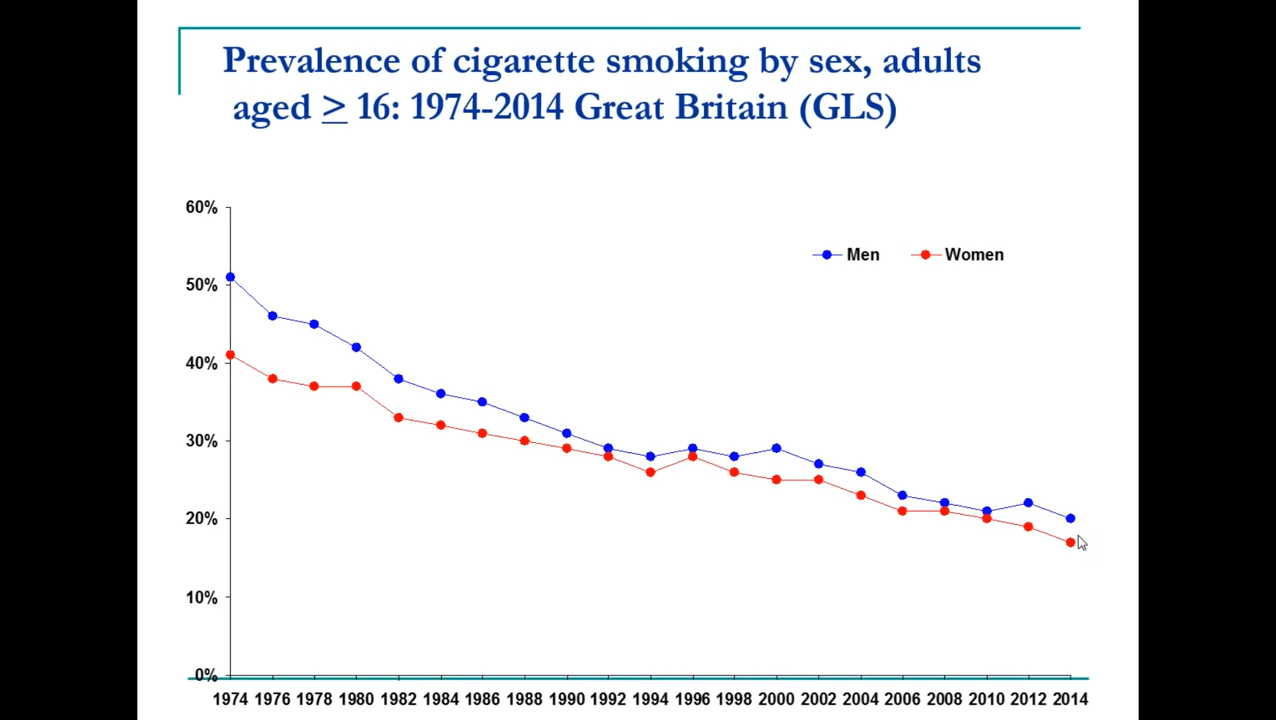 Prevalence of cigarette smoking by sex, adults
aged ≥ 16: 1974-2014 Great Britain (GLS)
60%
Men Women
50%
40%
30%
20%
10%
0%
1974 1976 1978 1980 1982 1984 1986 1988 1990 1992 1994 1996 1998 2000 2002 2004 2006 2008 2010 2012 2014